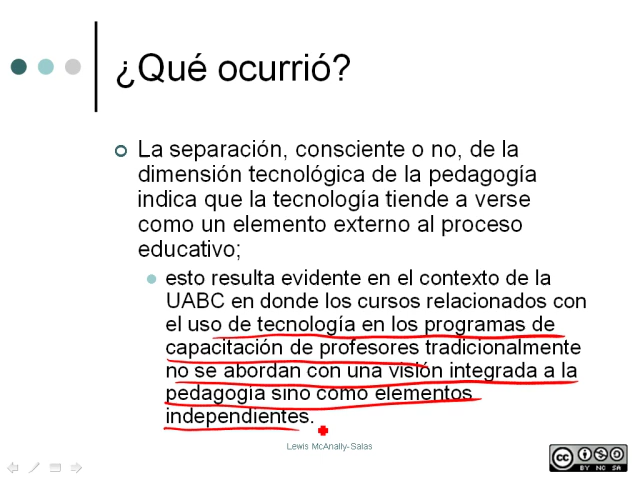 ¿Qué ocurrió?
La separación, consciente o no, de la
dimensión tecnológica de la pedagogía
indica que la tecnología tiende a verse
como un elemento externo al proceso
educativo;
esto resulta evidente en el contexto de la
UABC en donde los cursos relacionados con
el uso de tecnología en los programas de
capacitación de profesores tradicionalmente
no se abordan con una visión integrada a la
pedagogía sino como elementos
independientes.
Lewis McAnally-Salas
cc
BY NC SA